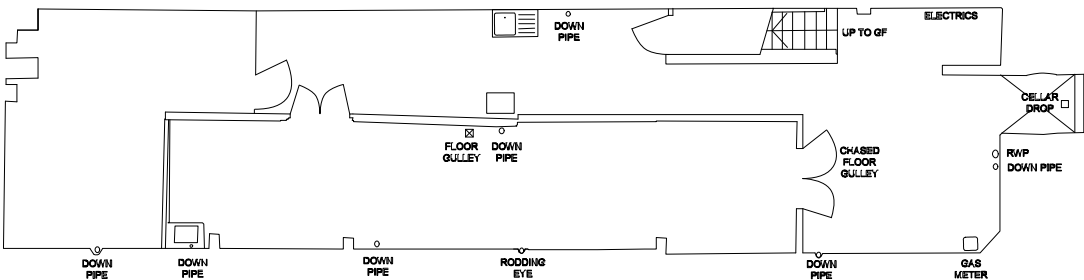 ELECTRICS
DOWN
PIPE
UP TO GF
CELLAR
DROP
FLOOR
GULLEY
DOWN
PIPE
CHASED
FLOOR
GULLEY
RWP
DOWN PIPE
DOWN
PIPE
DOWN
PIPE
DOWN
PIPE
RODDING
EYE
DOWN
PIPE
GAS
METER